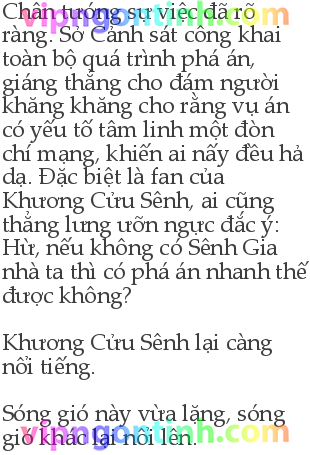 Chân tướng sự việc đã rõ
ràng. Sở Cảnh sát công khai
toàn bộ quá trình phá án,
giáng thẳng cho đám người
khăng khăng cho rằng vụ án
có yếu tố tâm linh một đòn
chí mạng, khiến ai nấy đều hả
dạ. Đặc biệt là fan của
Khương Cửu Sênh, ai cũng
thẳng lưng ưỡn ngực đắc ý:
Hừ, nếu không có Sênh Gia
nhà ta thì có phá án nhanh thế
được không?
Khương Cửu Sênh lại càng
nổi tiếng.
Sóng gió này vừa lặng, sóng
gió khác lại nổi lên.
vipngontinh.com
vipngontinh.com